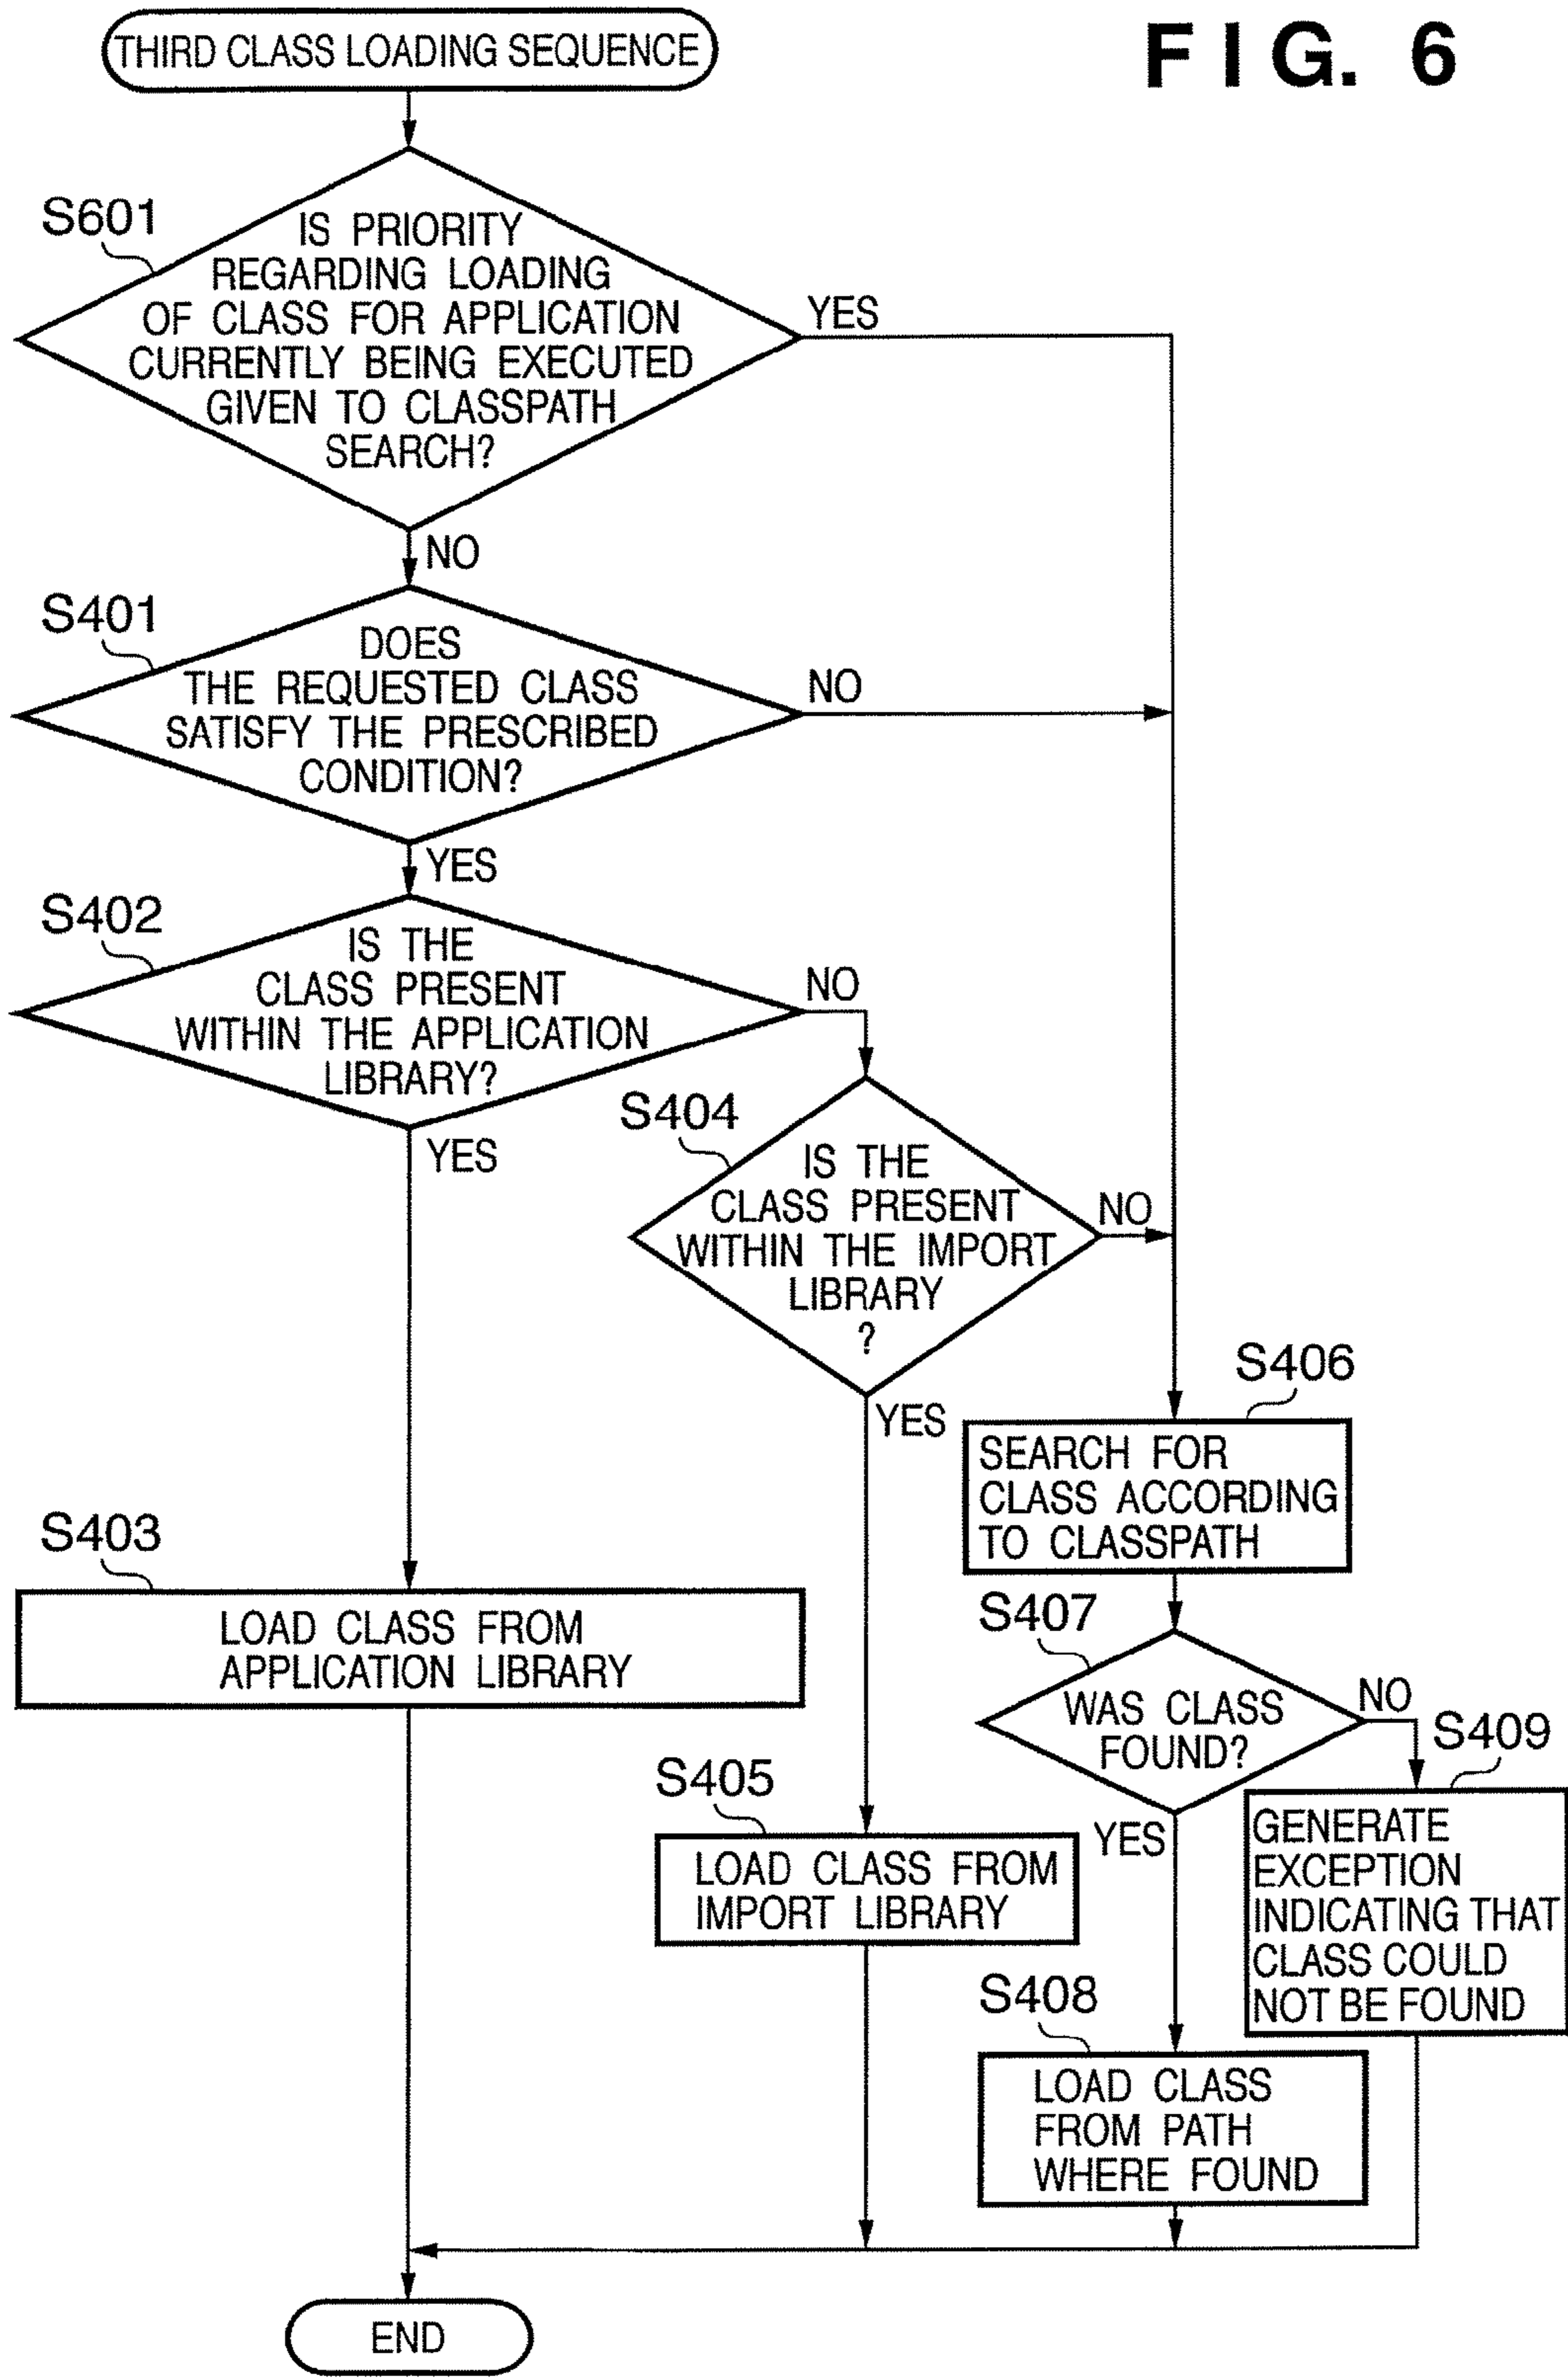 FIG. 6
THIRD CLASS LOADING SEQUENCE
S601
IS PRIORITY
REGARDING LOADING
OF CLASS FOR APPLICATION
CURRENTLY BEING EXECUTED
GIVEN TO CLASSPATH
SEARCH?
YES
NO
S401
DOES
THE REQUESTED CLASS
SATISFY THE PRESCRIBED
CONDITION?
NO
YES
S402
IS THE
CLASS PRESENT
WITHIN THE APPLICATION
LIBRARY?
NO
YES
S404
IS THE
CLASS PRESENT
WITHIN THE IMPORT
LIBRARY
?
NO
YES
S406
SEARCH FOR
CLASS ACCORDING
TO CLASSPATH
S403
LOAD CLASS FROM
APPLICATION LIBRARY
S407
WAS CLASS
FOUND?
NO
YES
S409
GENERATE
EXCEPTION
INDICATING THAT
CLASS COULD
NOT BE FOUND
S405
LOAD CLASS FROM
IMPORT LIBRARY
S408
LOAD CLASS
FROM PATH
WHERE FOUND
END